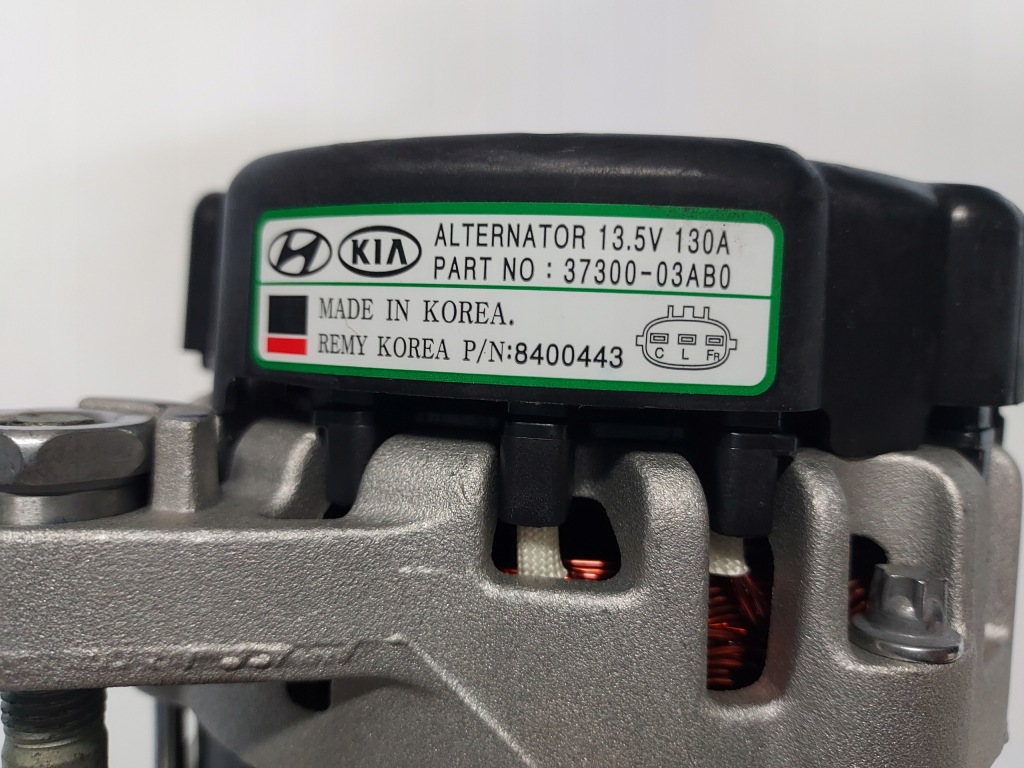 KIA
ALTERNATOR 13.5V 130A
PART NO : 37300-03AB0
MADE IN KOREA.
REMY KOREA P/N:8400443
C L FR